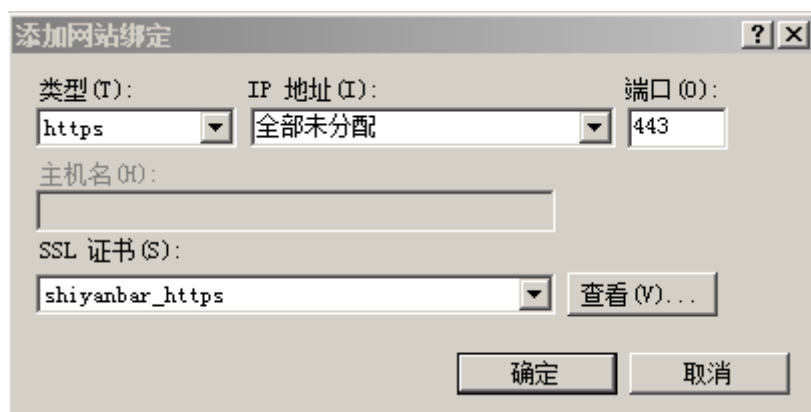 添加网站绑定
类型(T): IP 地址(I): 端口(O):
https 全部未分配 443
主机名(H):
SSL 证书(S):
shiyanbar_https 查看(V)...
确定 取消